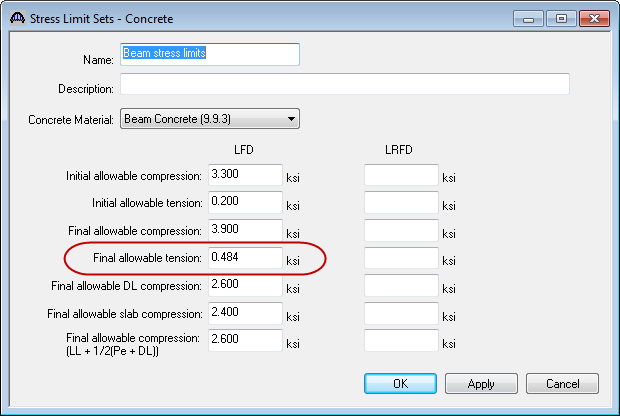 Stress Limit Sets - Concrete
Name: Beam stress limits
Description:
Concrete Material: Beam Concrete (9.9.3)
LFD LRFD
Initial allowable compression: 3.300 ksi ksi
Initial allowable tension: 0.200 ksi ksi
Final allowable compression: 3.900 ksi ksi
Final allowable tension: 0.484 ksi ksi
Final allowable DL compression: 2.600 ksi ksi
Final allowable slab compression: 2.400 ksi ksi
Final allowable compression: 2.600 ksi ksi
(LL + 1/2(Pe + DL))
OK Apply Cancel